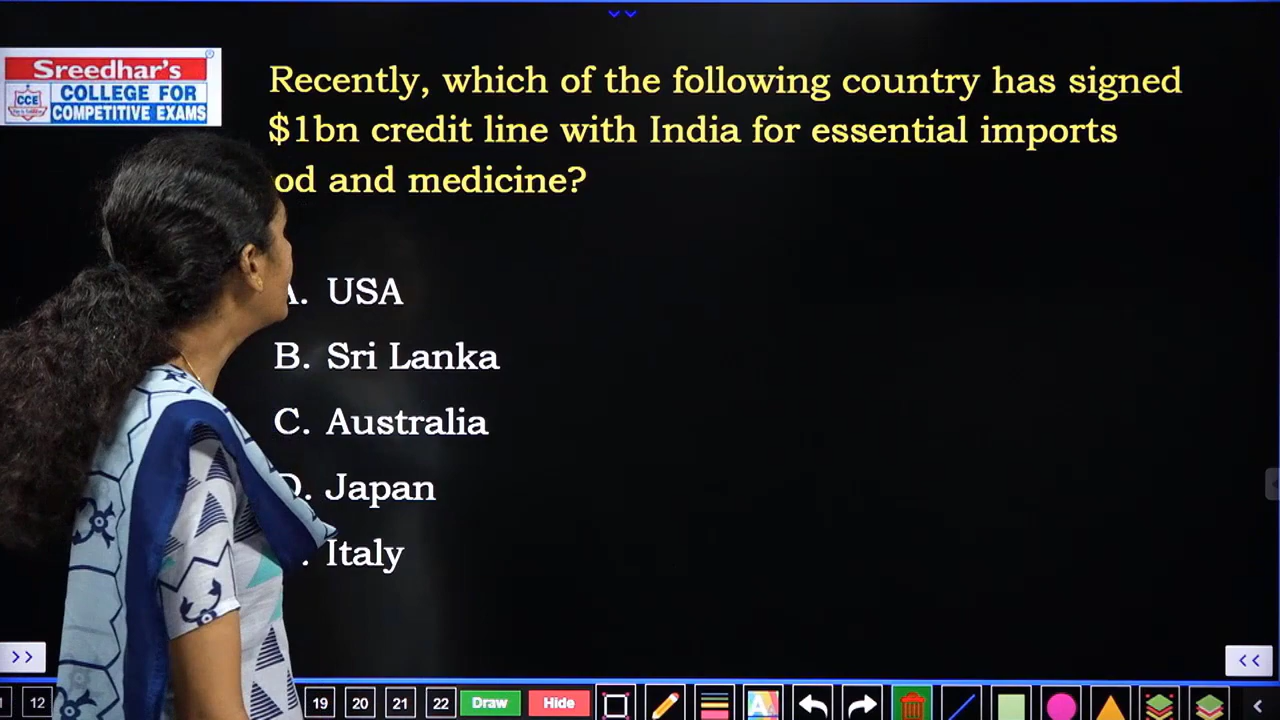 Sreedhar's
COLLEGE FOR
CCE
COMPETITIVE EXAMS
Recently, which of the following country has signed
$1bn credit line with India for essential imports
and medicine?
A. USA
B. Sri Lanka
C. Australia
D. Japan
Italy
>>
<<
12
19
20
21
22
Draw
Hide